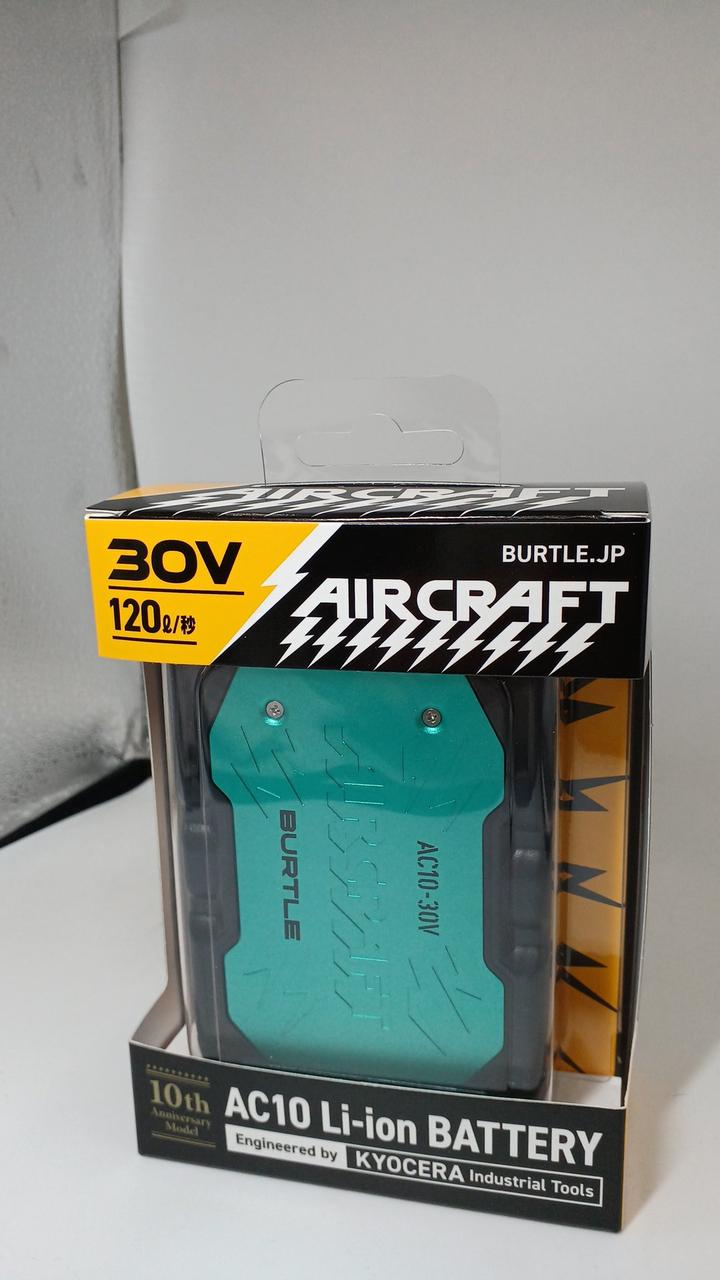 AIRCRAFT
30V
120ℓ/秒
BURTLE.JP
AIRCRAFT
AIRCRAFT
BURTLE
AC10-30V
10th
Anniversary
Model
AC10 Li-ion BATTERY
Engineered by KYOCERA Industrial Tools